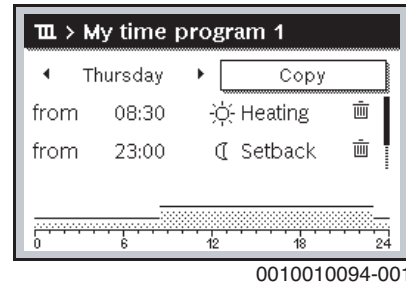 > My time program 1
Thursday Copy
from 08:30 Heating
from 23:00 Setback
0 6 12 18 24
0010010094-001